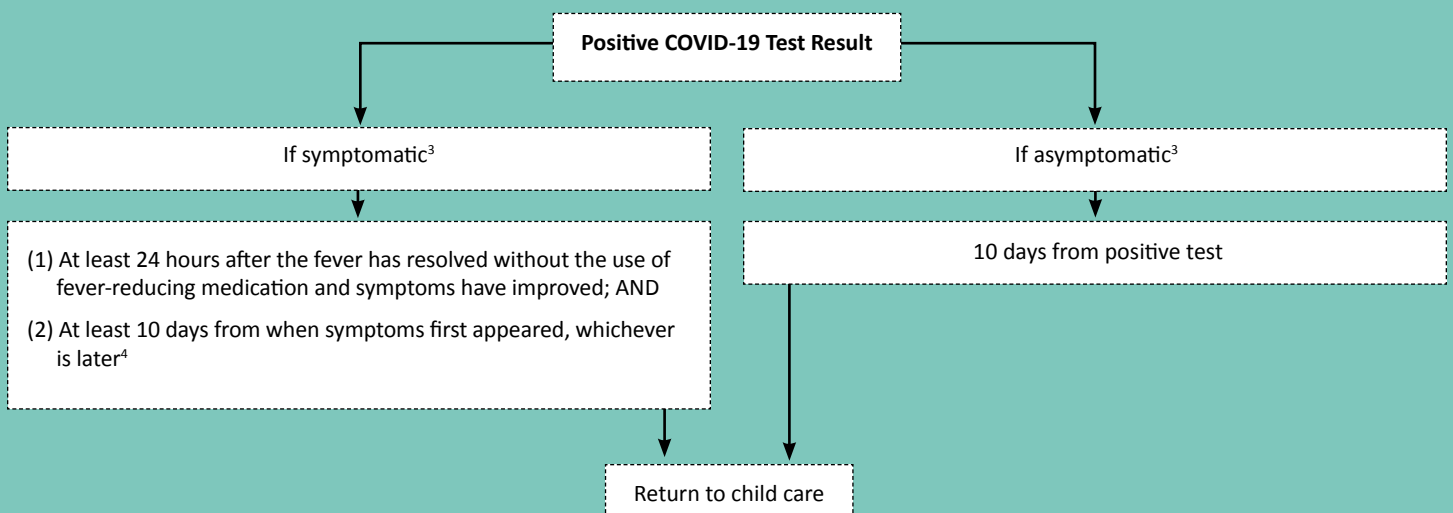 Positive COVID-19 Test Result
If symptomatic³
If asymptomatic³
(1) At least 24 hours after the fever has resolved without the use of
fever-reducing medication and symptoms have improved; AND
(2) At least 10 days from when symptoms first appeared, whichever
is later⁴
10 days from positive test
Return to child care